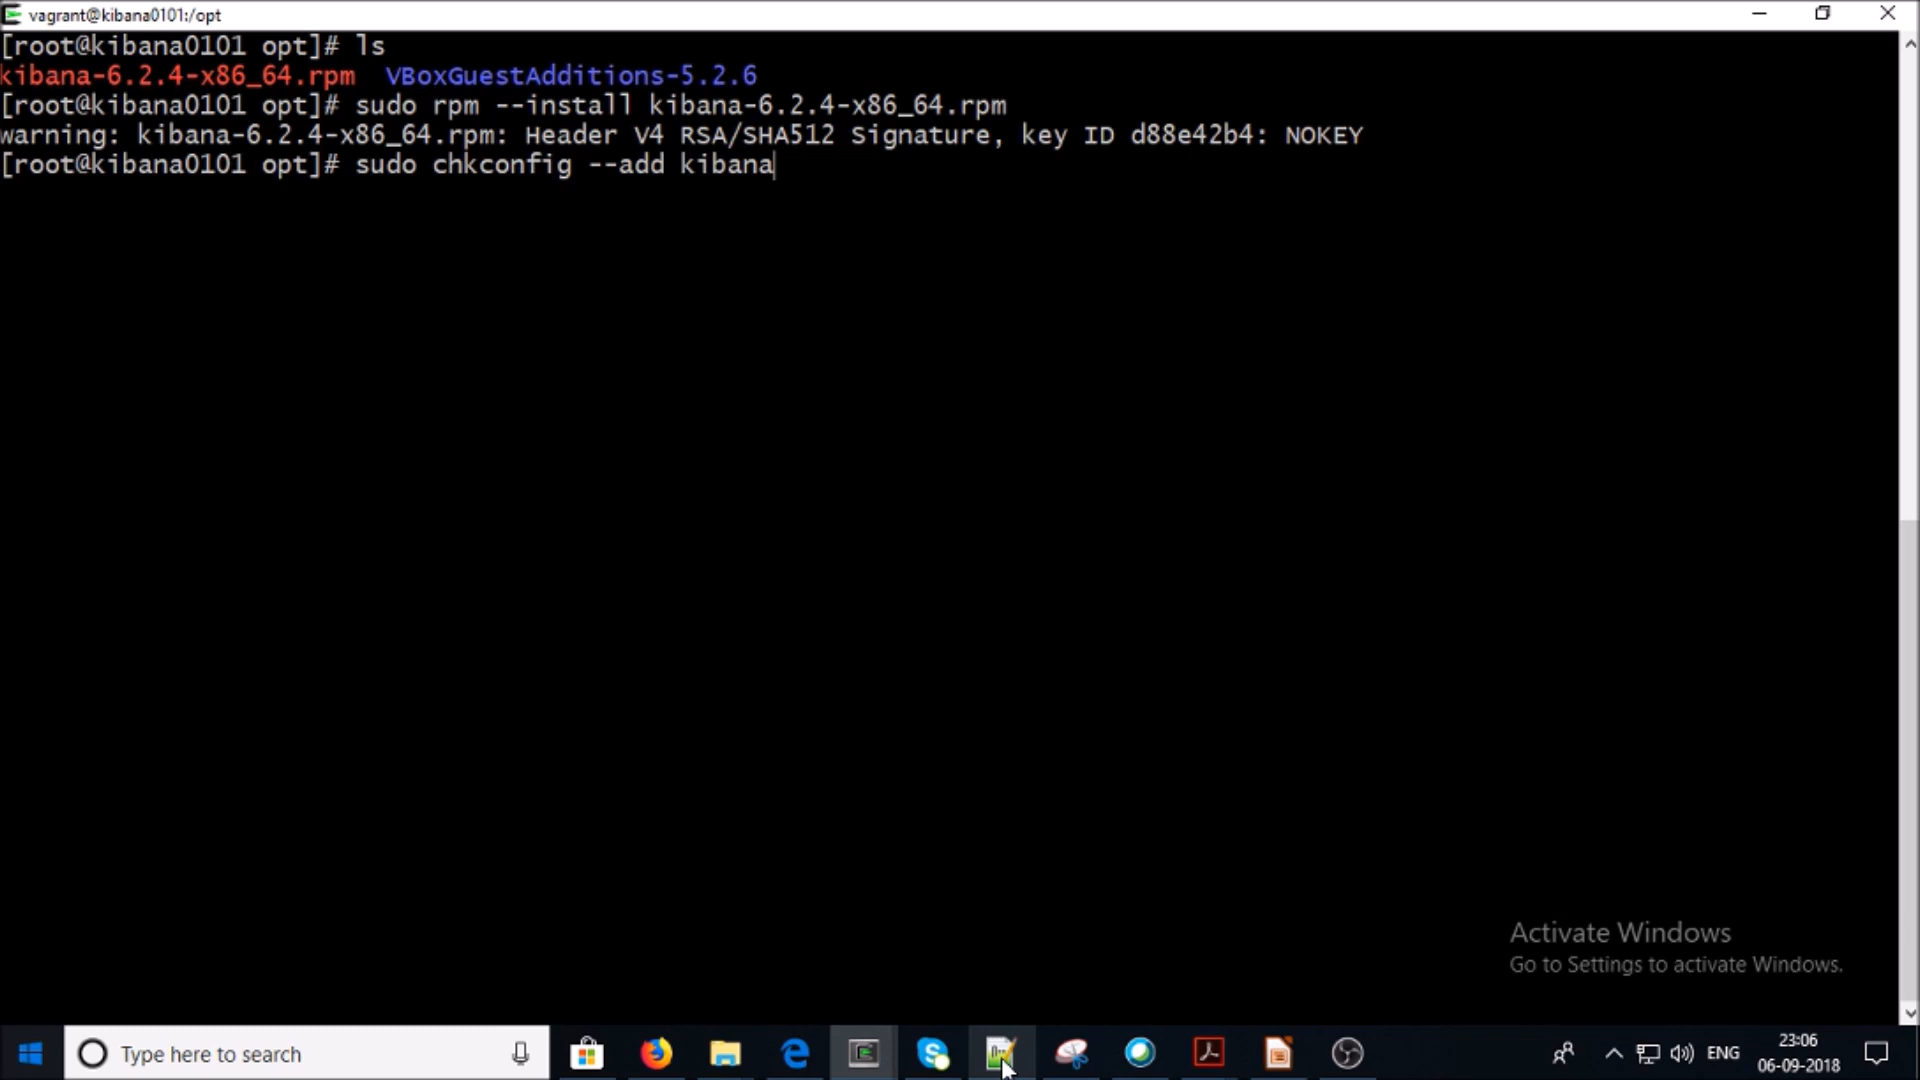 vagrant@kibana0101:/opt
[root@kibana0101 opt]# ls
kibana-6.2.4-x86_64.rpm  VBoxGuestAdditions-5.2.6
[root@kibana0101 opt]# sudo rpm --install kibana-6.2.4-x86_64.rpm
warning: kibana-6.2.4-x86_64.rpm: Header V4 RSA/SHA512 Signature, key ID d88e42b4: NOKEY
[root@kibana0101 opt]# sudo chkconfig --add kibana
Activate Windows
Go to Settings to activate Windows.
Type here to search
ENG
23:06
06-09-2018